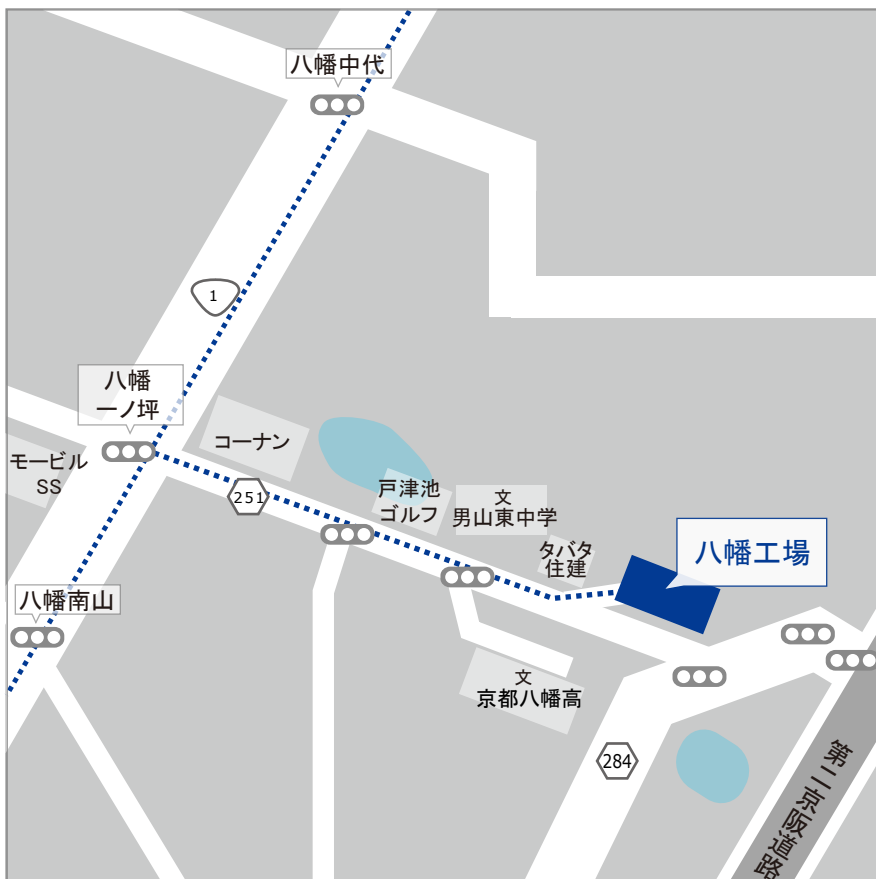 八幡中代
1
八幡
一ノ坪
コーナン
モービル
SS
251
戸津池
ゴルフ
文
男山東中学
タバタ
住建
八幡工場
八幡南山
文
京都八幡高
284
第二京阪道路